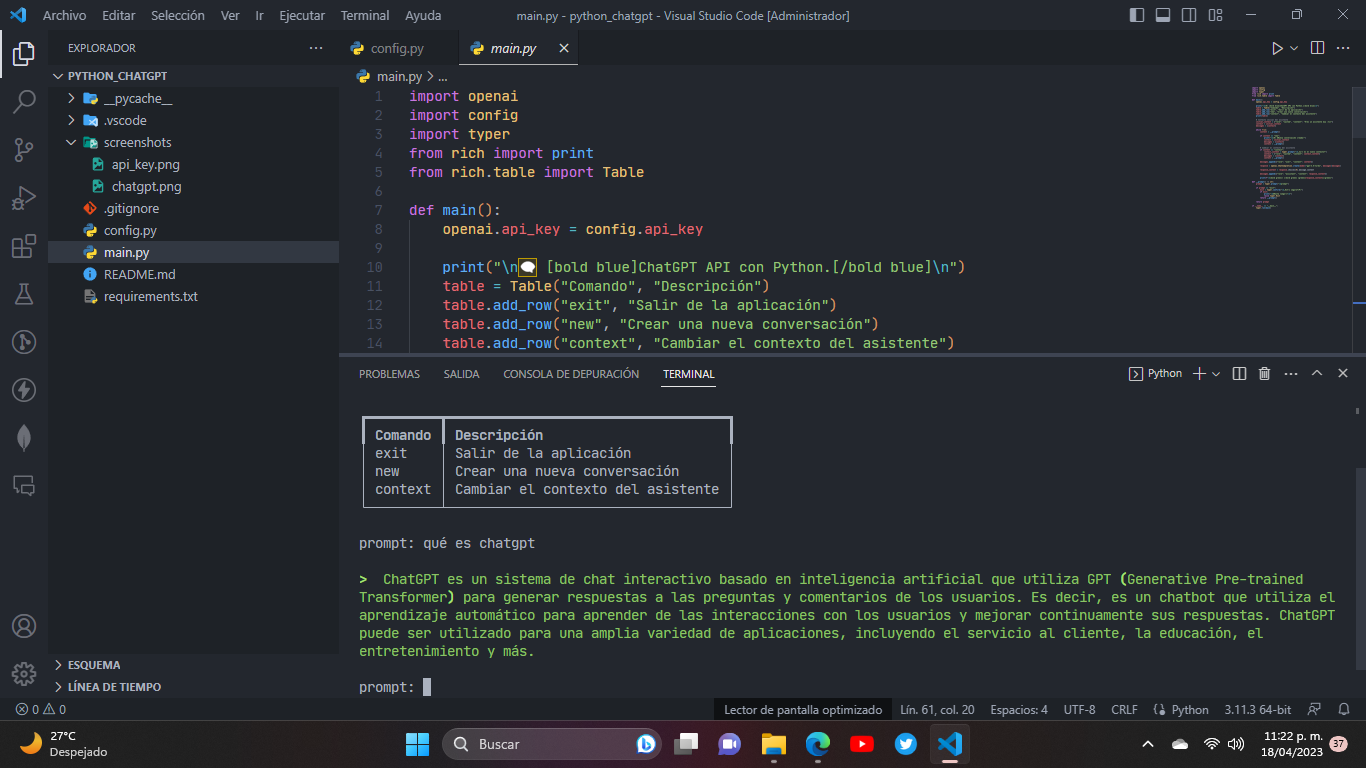 Archivo Editar Selección Ver Ir Ejecutar Terminal Ayuda
main.py - python_chatgpt - Visual Studio Code [Administrador]
EXPLORADOR
PYTHON_CHATGPT
__pycache__
.vscode
screenshots
api_key.png
chatgpt.png
.gitignore
config.py
main.py
README.md
requirements.txt
ESQUEMA
LÍNEA DE TIEMPO
config.py main.py
main.py > ...
1 import openai
2 import config
3 import typer
4 from rich import print
5 from rich.table import Table
6
7 def main():
8 openai.api_key = config.api_key
9
10 print("\n💬 [bold blue]ChatGPT API con Python.[/bold blue]\n")
11 table = Table("Comando", "Descripción")
12 table.add_row("exit", "Salir de la aplicación")
13 table.add_row("new", "Crear una nueva conversación")
14 table.add_row("context", "Cambiar el contexto del asistente")
PROBLEMAS SALIDA CONSOLA DE DEPURACIÓN TERMINAL
Python
Comando Descripción
exit Salir de la aplicación
new Crear una nueva conversación
context Cambiar el contexto del asistente
prompt: qué es chatgpt
> ChatGPT es un sistema de chat interactivo basado en inteligencia artificial que utiliza GPT (Generative Pre-trained
Transformer) para generar respuestas a las preguntas y comentarios de los usuarios. Es decir, es un chatbot que utiliza el
aprendizaje automático para aprender de las interacciones con los usuarios y mejorar continuamente sus respuestas. ChatGPT
puede ser utilizado para una amplia variedad de aplicaciones, incluyendo el servicio al cliente, la educación, el
entretenimiento y más.
prompt:
0 0
Lector de pantalla optimizado Lín. 61, col. 20 Espacios: 4 UTF-8 CRLF Python 3.11.3 64-bit
27°C
Despejado
Buscar
11:22 p. m.
18/04/2023
37